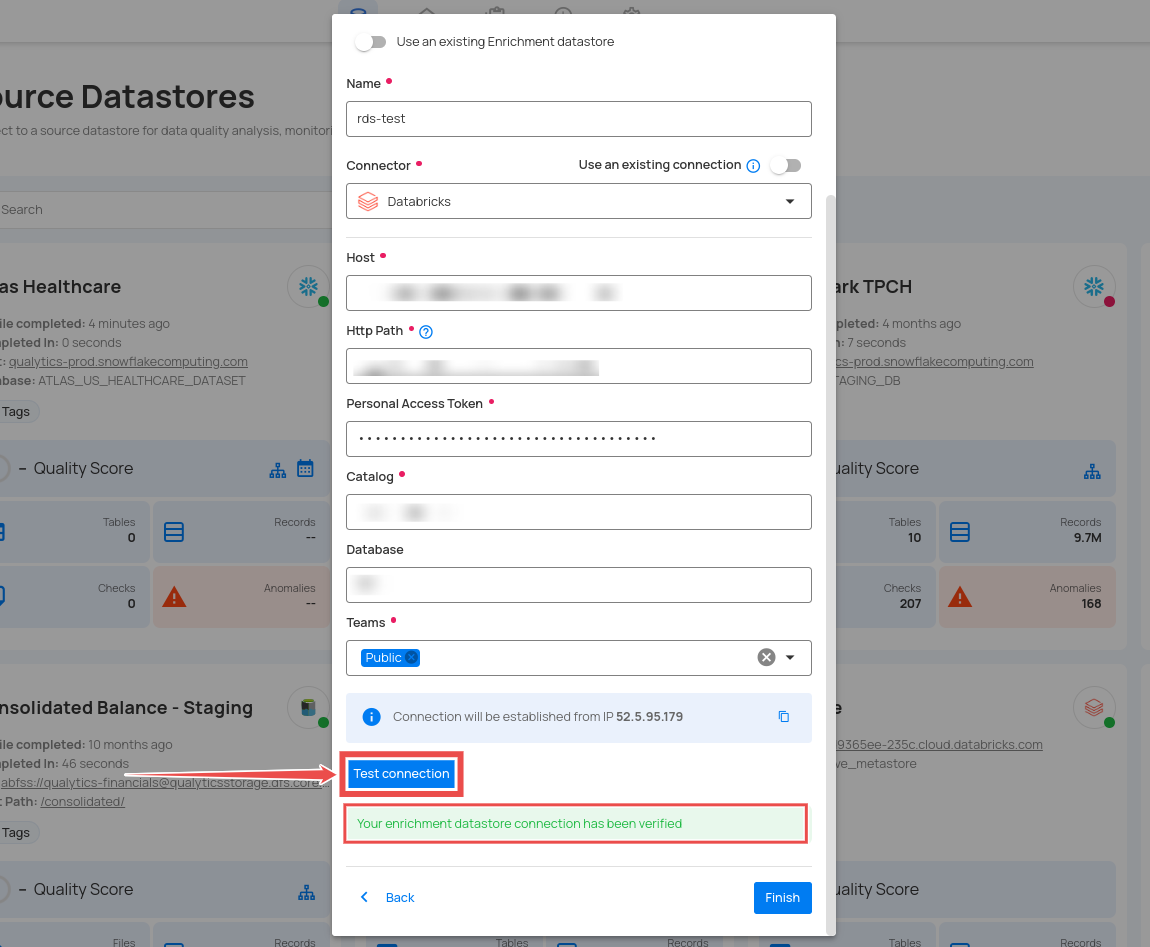 Use an existing Enrichment datastore
Name
rds-test
Connector
Use an existing connection
Databricks
Host
Http Path
Personal Access Token
Catalog
Database
Teams
Public
Connection will be established from IP 52.5.95.179
Test connection
Your enrichment datastore connection has been verified
Back
Finish
urce Datastores
ect to a source datastore for data quality analysis, monitori
Search
as Healthcare
ile completed: 4 minutes ago
pleted In: 0 seconds
t: qualytics-prod.snowflakecomputing.com
abase: ATLAS_US_HEALTHCARE_DATASET
Tags
– Quality Score
Tables
0
Records
--
Checks
0
Anomalies
--
ark TPCH
pleted: 4 months ago
n: 7 seconds
cs-prod.snowflakecomputing.com
TAGING_DB
uality Score
Tables
10
Records
9.7M
Checks
207
Anomalies
168
nsolidated Balance - Staging
ile completed: 10 months ago
pleted In: 46 seconds
abfss://qualytics-financials@qualyticsstorage.dfs.core...
t Path: /consolidated/
Tags
– Quality Score
Files
Records
e
9365ee-235c.cloud.databricks.com
ve_metastore
uality Score
Tables
Records
Tables
Records